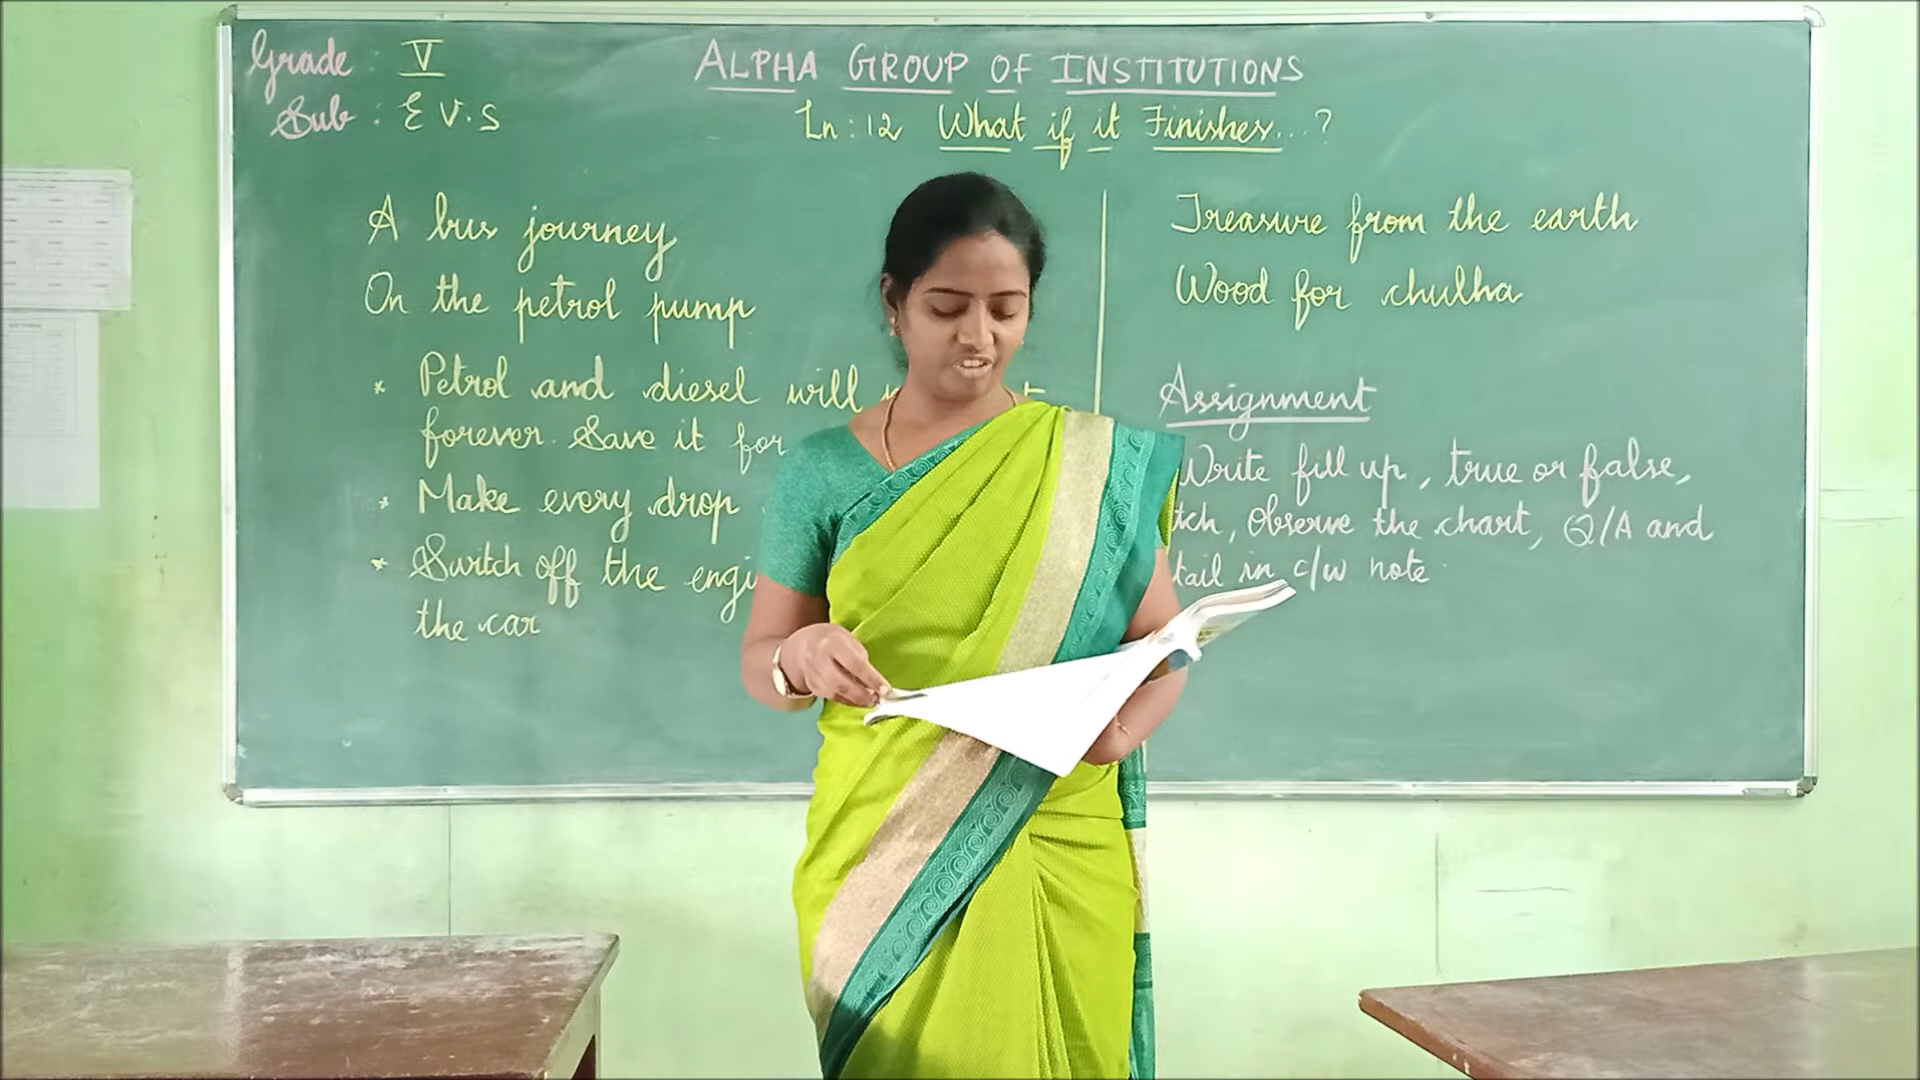 Grade : V
Sub : E V.S
ALPHA GROUP OF INSTITUTIONS
Ln : 12 What if it Finishes...?
A bus journey
On the petrol pump
* Petrol and diesel will
forever. Save it for
* Make every drop
* Switch off the
the car
Treasure from the earth
Wood for chulha
Assignment
Write fill up, true or false,
Observe the chart, Q/A and
in c/w note